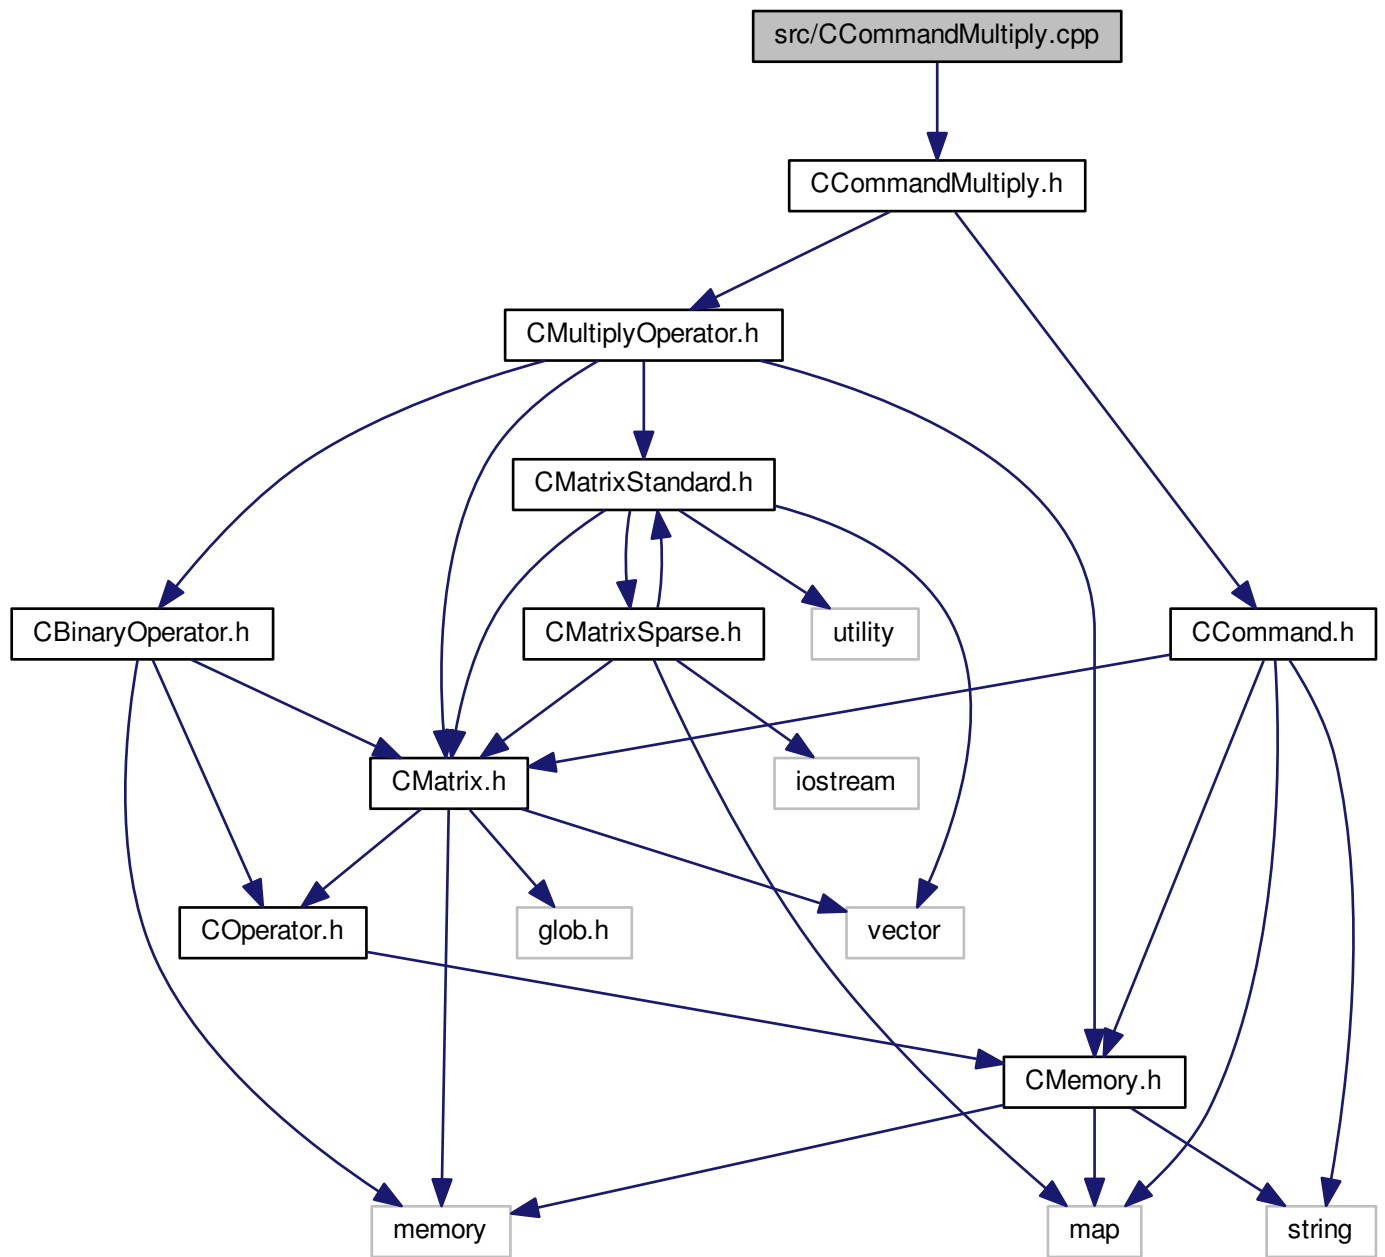 src/CCommandMultiply.cpp
CCommandMultiply.h
CMultiplyOperator.h
CMatrixStandard.h
CBinaryOperator.h
CMatrixSparse.h
utility
CCommand.h
CMatrix.h
iostream
COperator.h
glob.h
vector
CMemory.h
memory
map
string